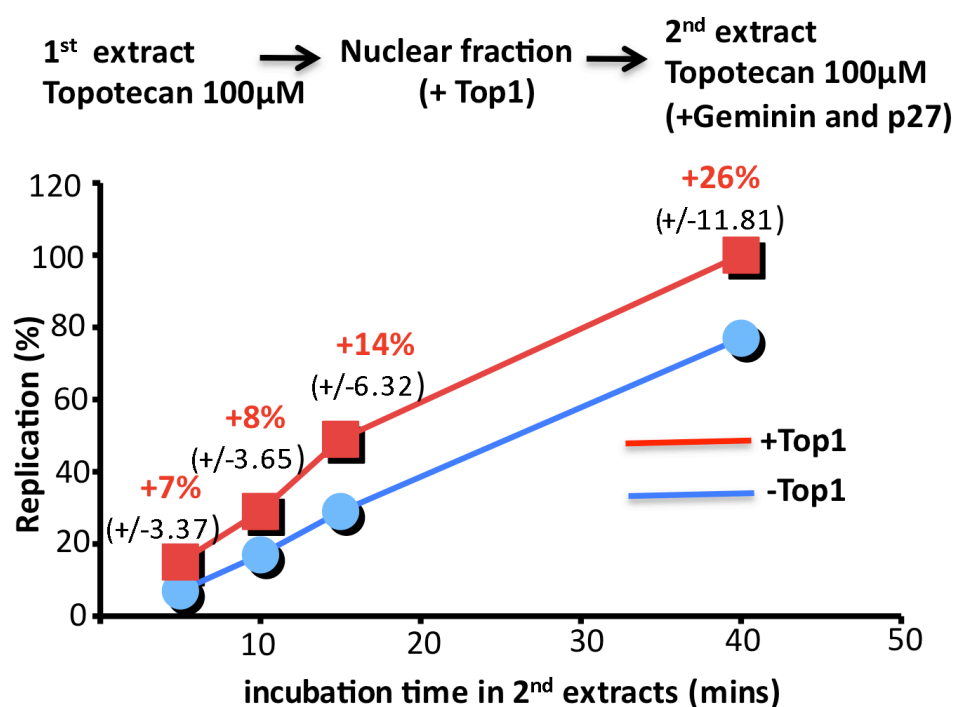 1st extract
Topotecan 100µM
Nuclear fraction
(+ Top1)
2nd extract
Topotecan 100µM
(+Geminin and p27)
Replication (%)
120
100
80
60
40
20
0
+7%
(+/-3.37)
+8%
(+/-3.65)
+14%
(+/-6.32)
+26%
(+/-11.81)
+Top1
-Top1
10
20
30
40
50
incubation time in 2nd extracts (mins)